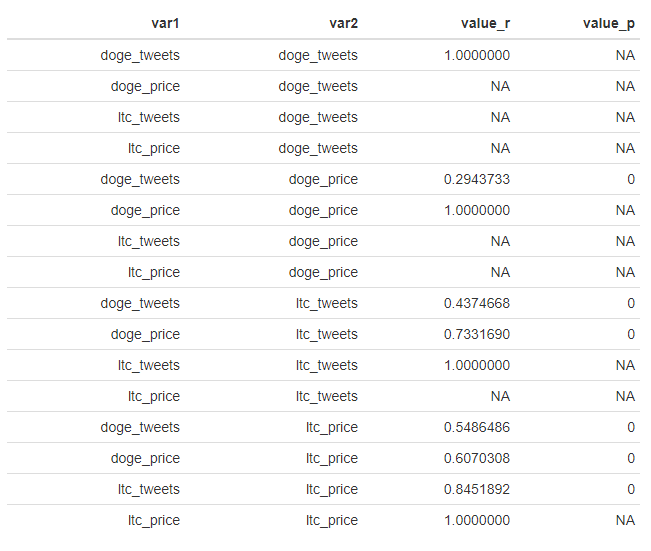 var1 var2 value_r value_p
doge_tweets doge_tweets 1.0000000 NA
doge_price doge_tweets NA NA
ltc_tweets doge_tweets NA NA
ltc_price doge_tweets NA NA
doge_tweets doge_price 0.2943733 0
doge_price doge_price 1.0000000 NA
ltc_tweets doge_price NA NA
ltc_price doge_price NA NA
doge_tweets ltc_tweets 0.4374668 0
doge_price ltc_tweets 0.7331690 0
ltc_tweets ltc_tweets 1.0000000 NA
ltc_price ltc_tweets NA NA
doge_tweets ltc_price 0.5486486 0
doge_price ltc_price 0.6070308 0
ltc_tweets ltc_price 0.8451892 0
ltc_price ltc_price 1.0000000 NA